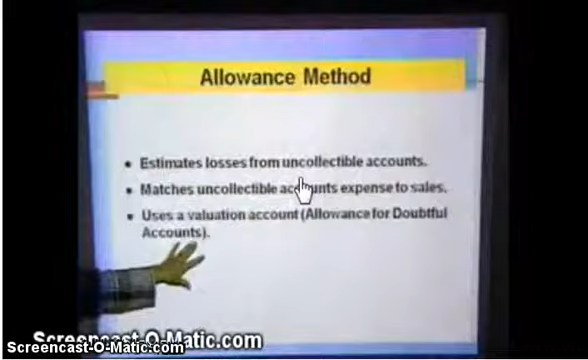 Allowance Method
• Estimates losses from uncollectible accounts.
• Matches uncollectible accounts expense to sales.
• Uses a valuation account (Allowance for Doubtful
Accounts).
Screencast-O-Matic.com
Screencast-O-Matic.com